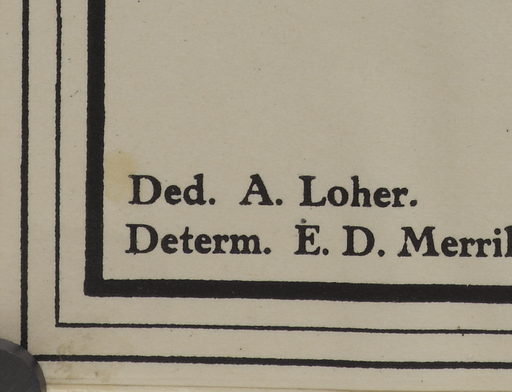 Ded. A. Loher.
Determ. E. D. Merril